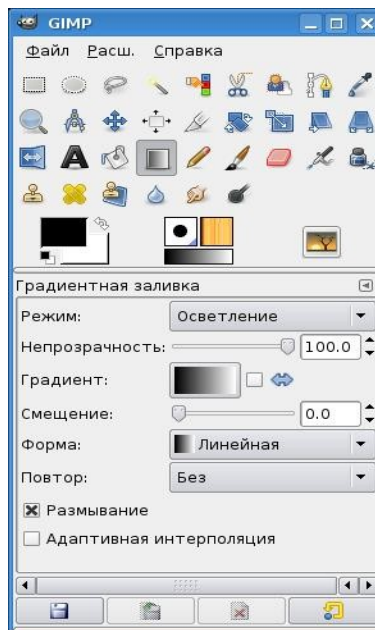 GIMP
Файл Расш. Справка
Градиентная заливка
Режим: Осветление
Непрозрачность: 100.0
Градиент:
Смещение: 0.0
Форма: Линейная
Повтор: Без
Размывание
Адаптивная интерполяция